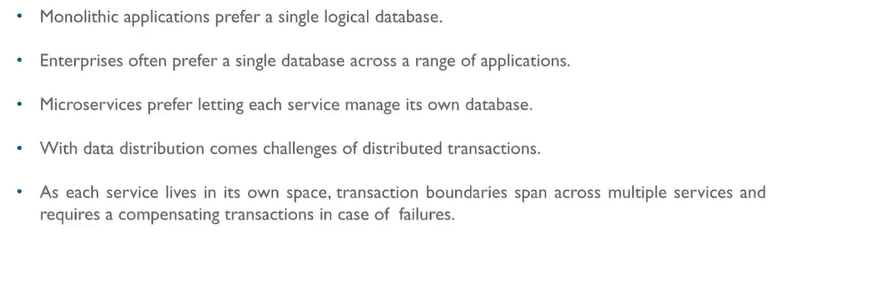 • Monolithic applications prefer a single logical database.
• Enterprises often prefer a single database across a range of applications.
• Microservices prefer letting each service manage its own database.
• With data distribution comes challenges of distributed transactions.
• As each service lives in its own space, transaction boundaries span across multiple services and
requires a compensating transactions in case of failures.